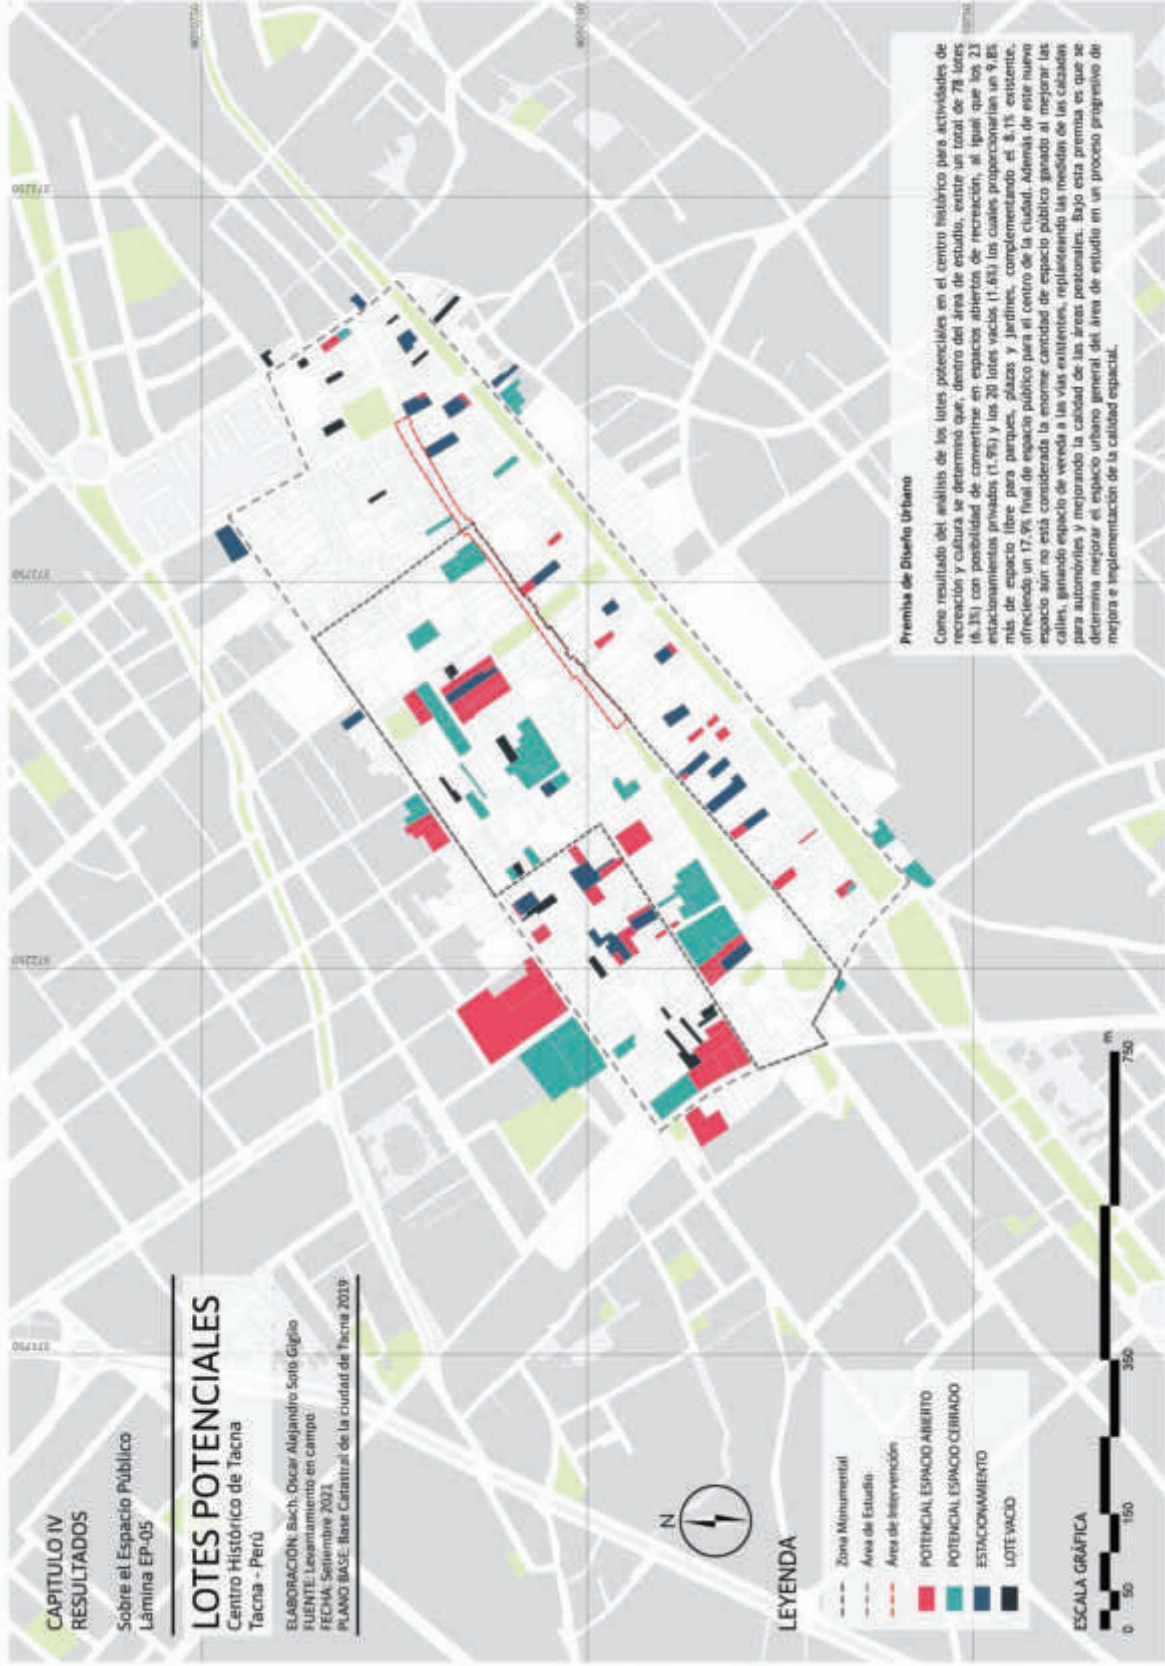 CAPITULO IV
RESULTADOS
Sobre el Espacio Público
Lámina EP-05
LOTES POTENCIALES
Centro Histórico de Tacna
Tacna - Perú
ELABORACIÓN: Bach. Oscar Alejandro Soto Giglio
FUENTE: Levantamiento en campo
FECHA: Setiembre 2021
PLANO BASE: Base Catastral de la ciudad de Tacna 2019
371750
372250
372750
373250
N
LEYENDA
Zona Monumental
Área de Estudio
Área de Intervención
POTENCIAL ESPACIO ABIERTO
POTENCIAL ESPACIO CERRADO
ESTACIONAMIENTO
LOTE VACÍO
ESCALA GRÁFICA
0 50 150 350 750 m
Premisa de Diseño Urbano
Como resultado del análisis de los lotes potenciales en el centro histórico para actividades de
recreación y cultura se determinó que, dentro del área de estudio, existe un total de 78 lotes
(6.3%) con posibilidad de convertirse en espacios abiertos de recreación, al igual que los 23
estacionamientos privados (1.9%) y los 20 lotes vacíos (1.6%) los cuales proporcionarían un 9.8%
más de espacio libre para parques, plazas y jardines, complementando el 8.1% existente,
ofreciendo un 17.9% final de espacio público para el centro de la ciudad. Además de este nuevo
espacio aún no está considerada la enorme cantidad de espacio público ganado al mejorar las
calles, ganando espacio de vereda a las vías existentes, replanteando las medidas de las calzadas
para automóviles y mejorando la calidad de las áreas peatonales. Bajo esta premisa es que se
determina mejorar el espacio urbano general del área de estudio en un proceso progresivo de
mejora e implementación de la calidad espacial.